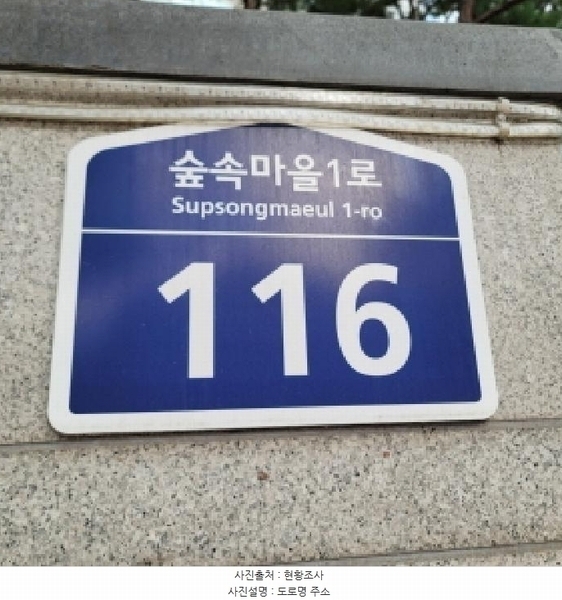 숲속마을1로
Supsongmaeul 1-ro
116
사진출처 : 현황조사
사진설명 : 도로명 주소